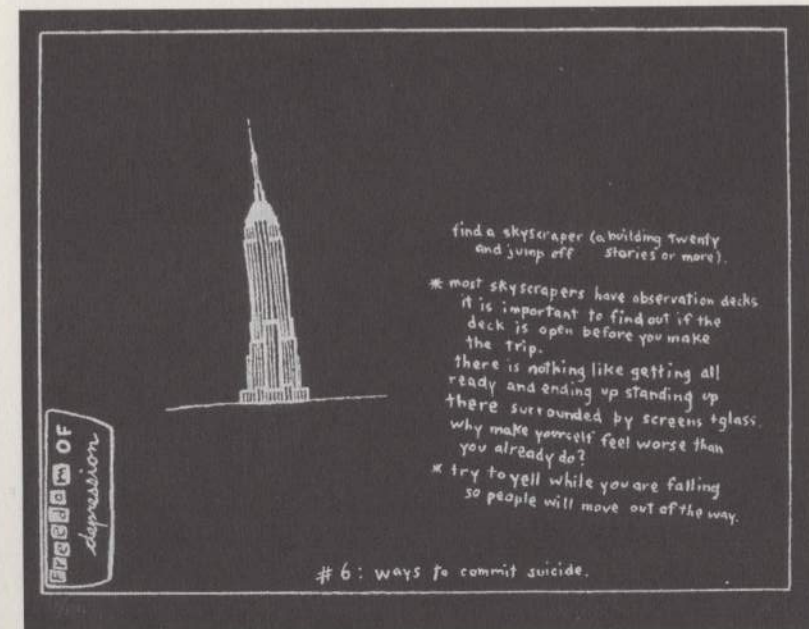 find a skyscraper (a building twenty
and jump off stories or more).
* most skyscrapers have observation decks
it is important to find out if the
deck is open before you make
the trip.
there is nothing like getting all
ready and ending up standing up
there surrounded by screens + glass.
why make yourself feel worse than
you already do?
* try to yell while you are falling
so people will move out of the way.
FREEDOM OF
depression
#6: ways to commit suicide.